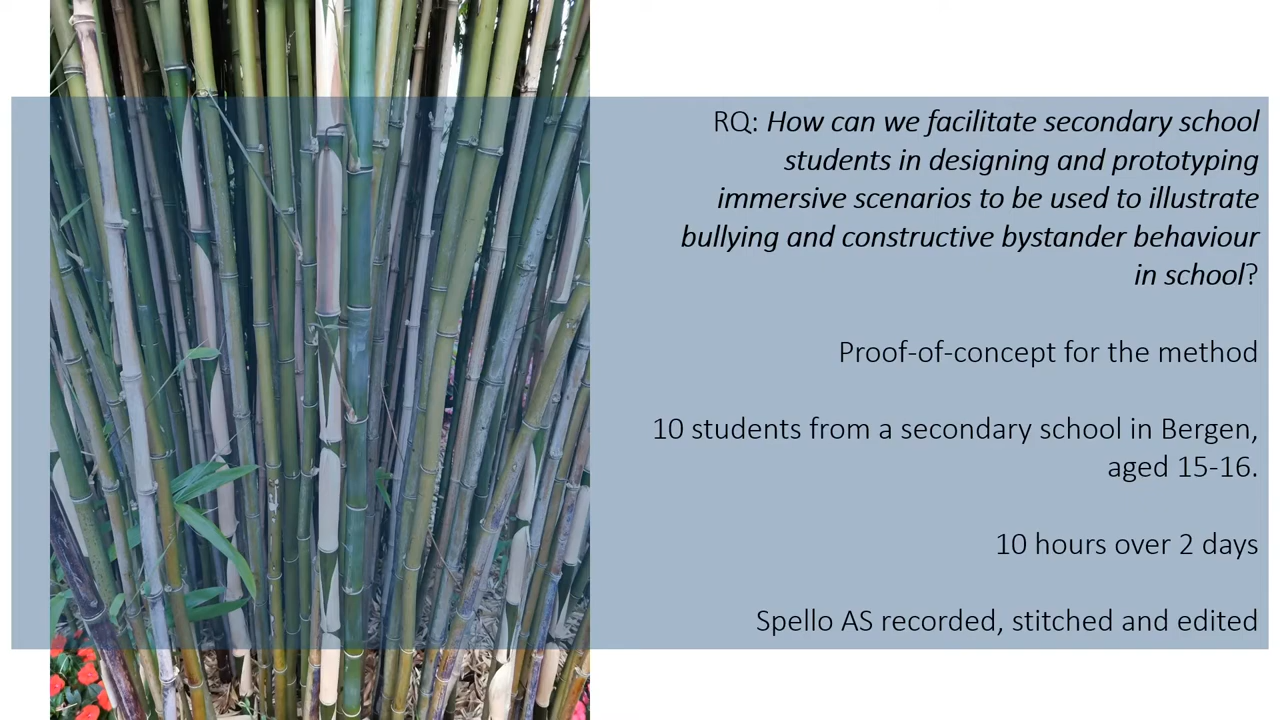 RQ: How can we facilitate secondary school
students in designing and prototyping
immersive scenarios to be used to illustrate
bullying and constructive bystander behaviour
in school?
Proof-of-concept for the method
10 students from a secondary school in Bergen,
aged 15-16.
10 hours over 2 days
Spello AS recorded, stitched and edited